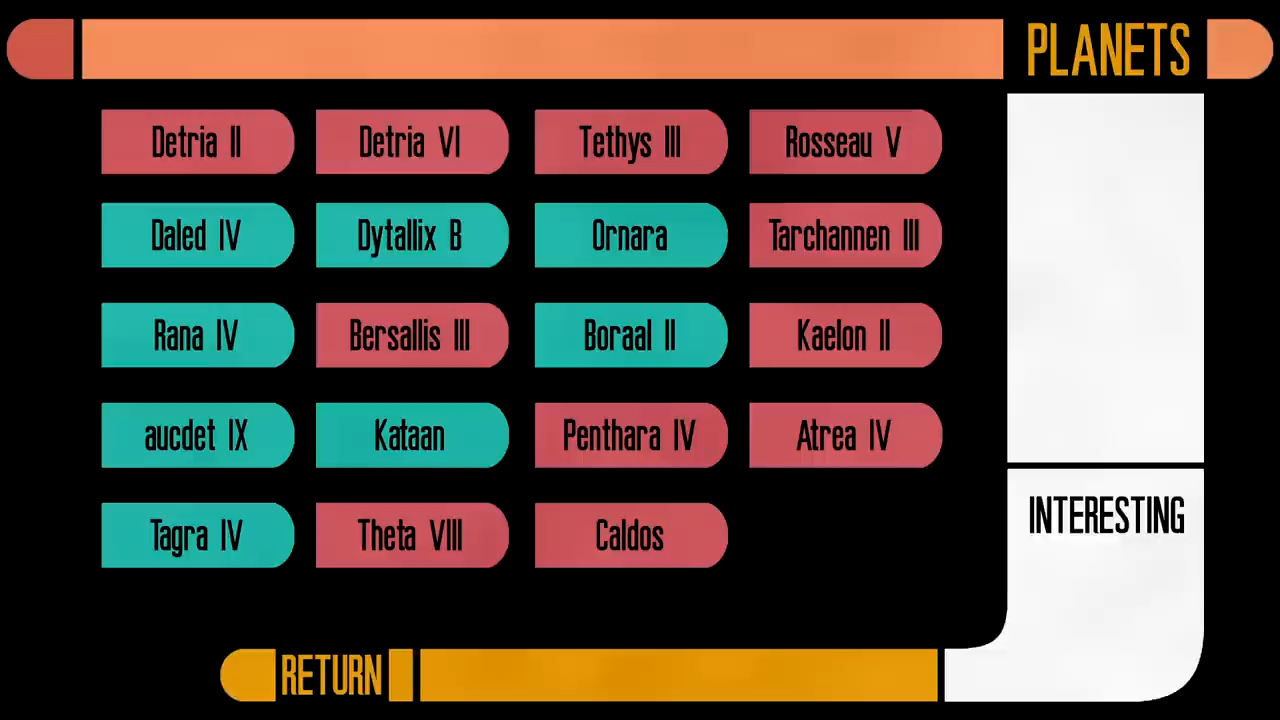 PLANETS
Detria II
Detria VI
Tethys III
Rosseau V
Daled IV
Dytallix B
Ornara
Tarchannen III
Rana IV
Bersallis III
Boraal II
Kaelon II
aucdet IX
Kataan
Penthara IV
Atrea IV
INTERESTING
Tagra IV
Theta VIII
Caldos
RETURN